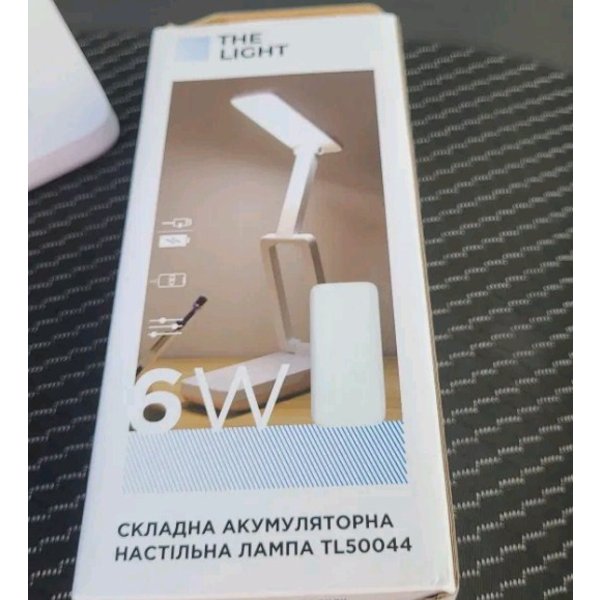 THE
LIGHT
6W
СКЛАДНА АКУМУЛЯТОРНА
НАСТІЛЬНА ЛАМПА TL50044